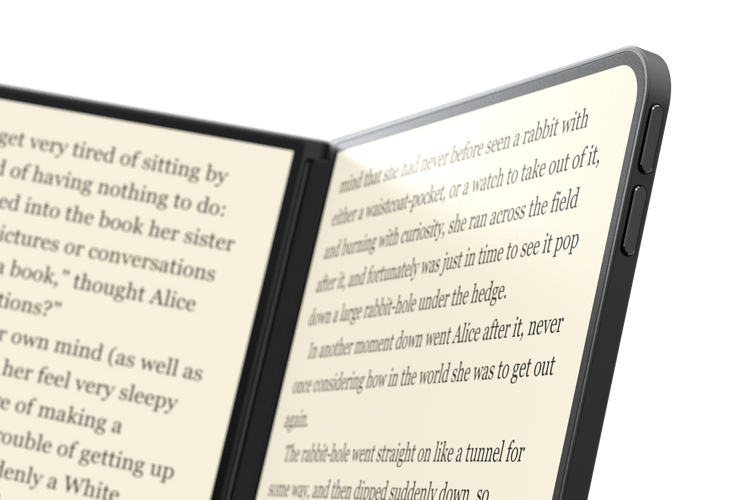 get very tired of sitting by
of having nothing to do:
into the book her sister
or conversations
book,” thought Alice
own mind (as well as
her feel very sleepy
of making a
of getting up
a White
mind that she had never before seen a rabbit with
either a waistcoat-pocket, or a watch to take out of it,
and burning with curiosity, she ran across the field
after it, and fortunately was just in time to see it pop
down a large rabbit-hole under the hedge.
In another moment down went Alice after it, never
once considering how in the world she was to get out
again.
The rabbit-hole went straight on like a tunnel for
some way, and then dipped suddenly down, so